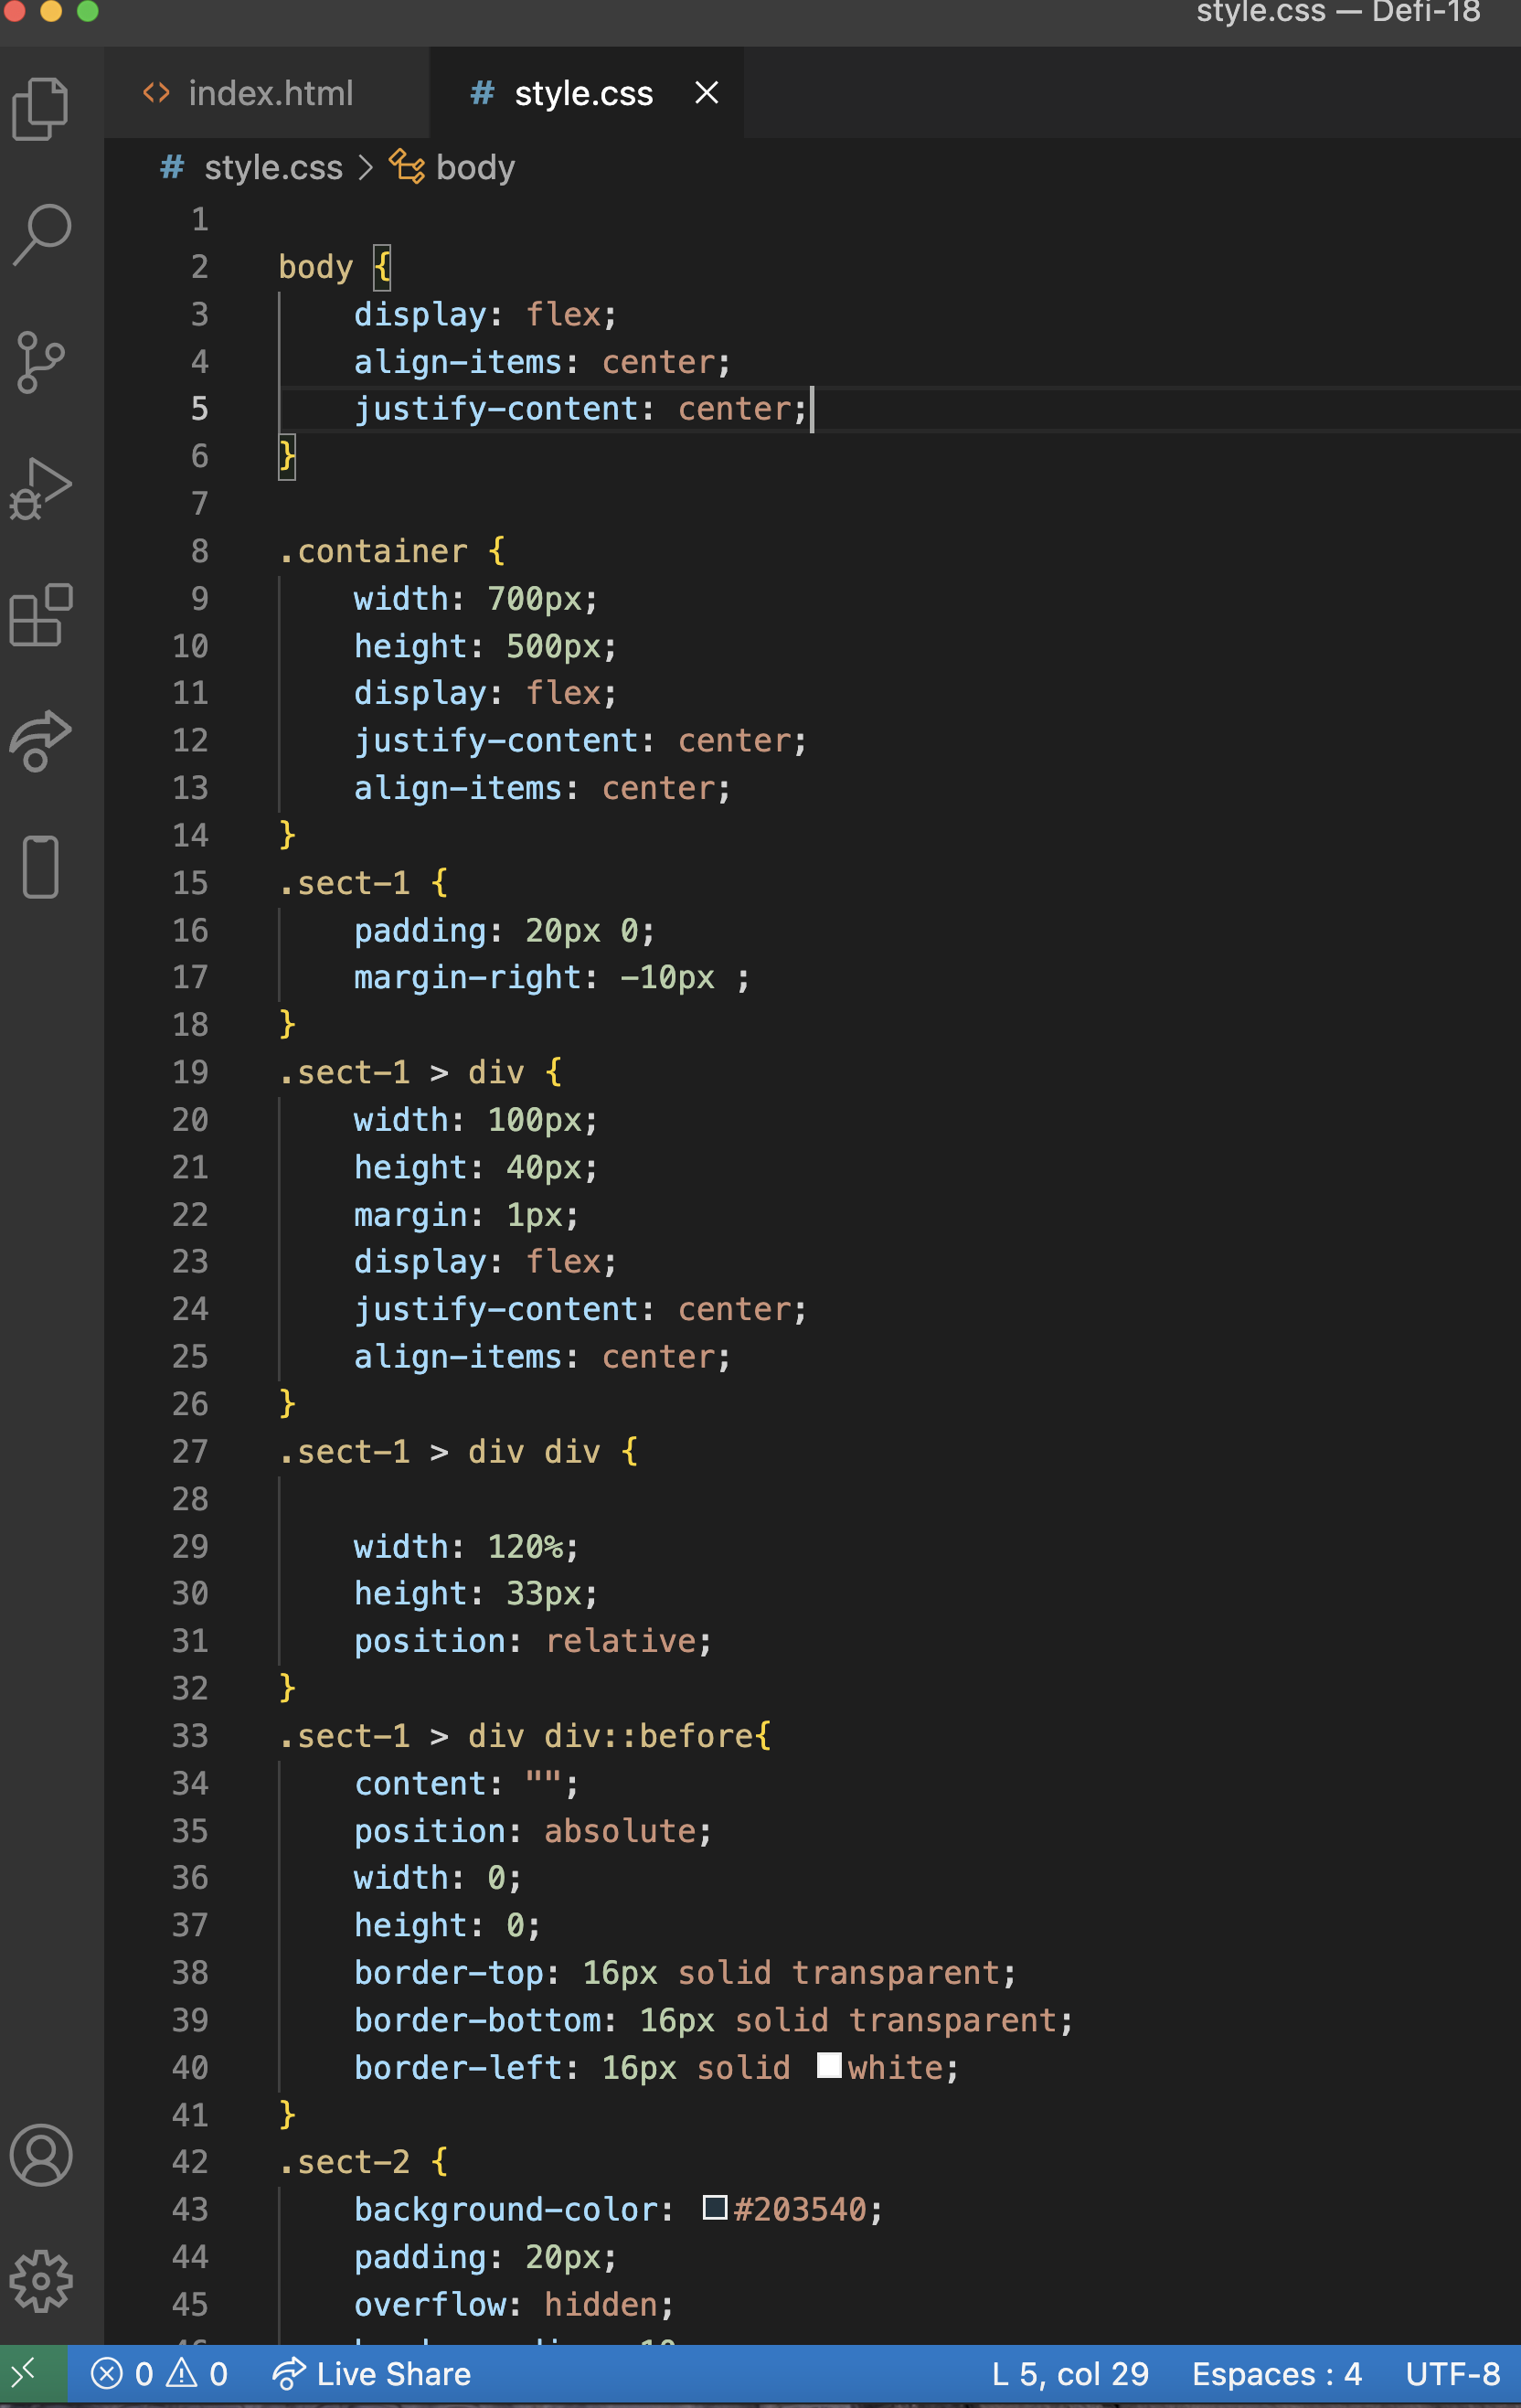 style.css — Defi-18
<> index.html # style.css ×
# style.css > body
1
2 body {
3     display: flex;
4     align-items: center;
5     justify-content: center;
6 }
7
8 .container {
9     width: 700px;
10     height: 500px;
11     display: flex;
12     justify-content: center;
13     align-items: center;
14 }
15 .sect-1 {
16     padding: 20px 0;
17     margin-right: -10px ;
18 }
19 .sect-1 > div {
20     width: 100px;
21     height: 40px;
22     margin: 1px;
23     display: flex;
24     justify-content: center;
25     align-items: center;
26 }
27 .sect-1 > div div {
28
29     width: 120%;
30     height: 33px;
31     position: relative;
32 }
33 .sect-1 > div div::before{
34     content: "";
35     position: absolute;
36     width: 0;
37     height: 0;
38     border-top: 16px solid transparent;
39     border-bottom: 16px solid transparent;
40     border-left: 16px solid white;
41 }
42 .sect-2 {
43     background-color: #203540;
44     padding: 20px;
45     overflow: hidden;
0 0 Live Share L 5, col 29 Espaces : 4 UTF-8